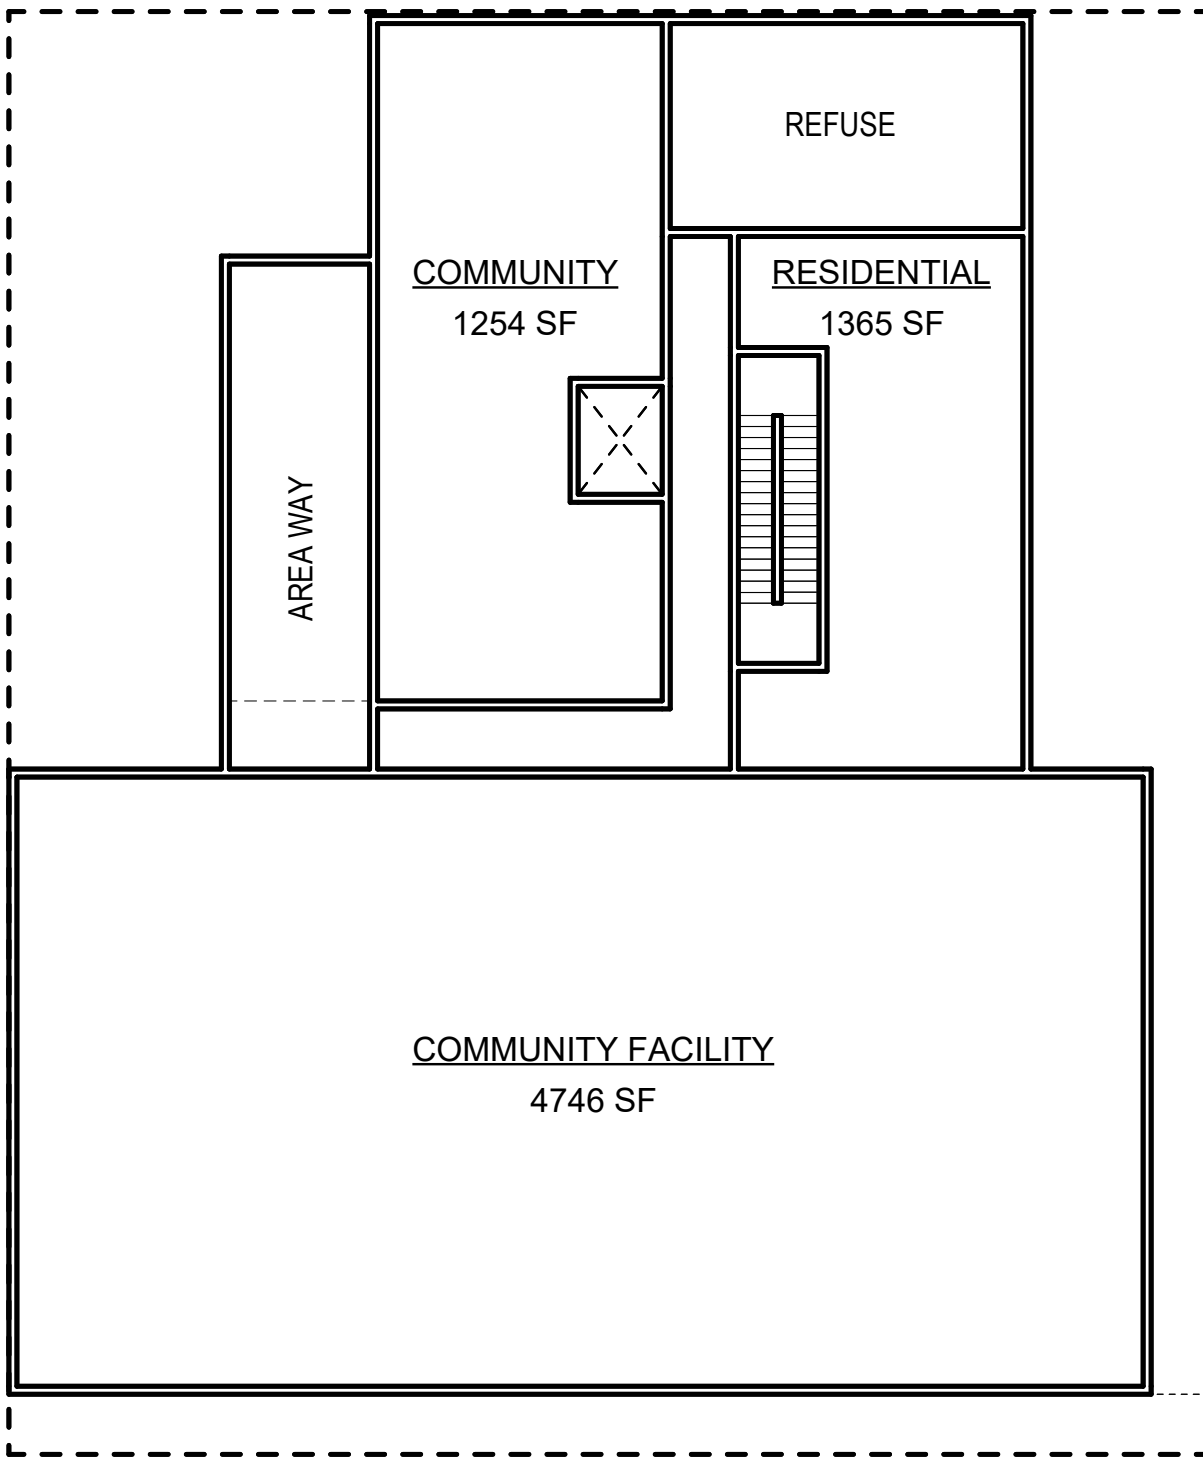 REFUSE
COMMUNITY
1254 SF
RESIDENTIAL
1365 SF
AREA WAY
COMMUNITY FACILITY
4746 SF